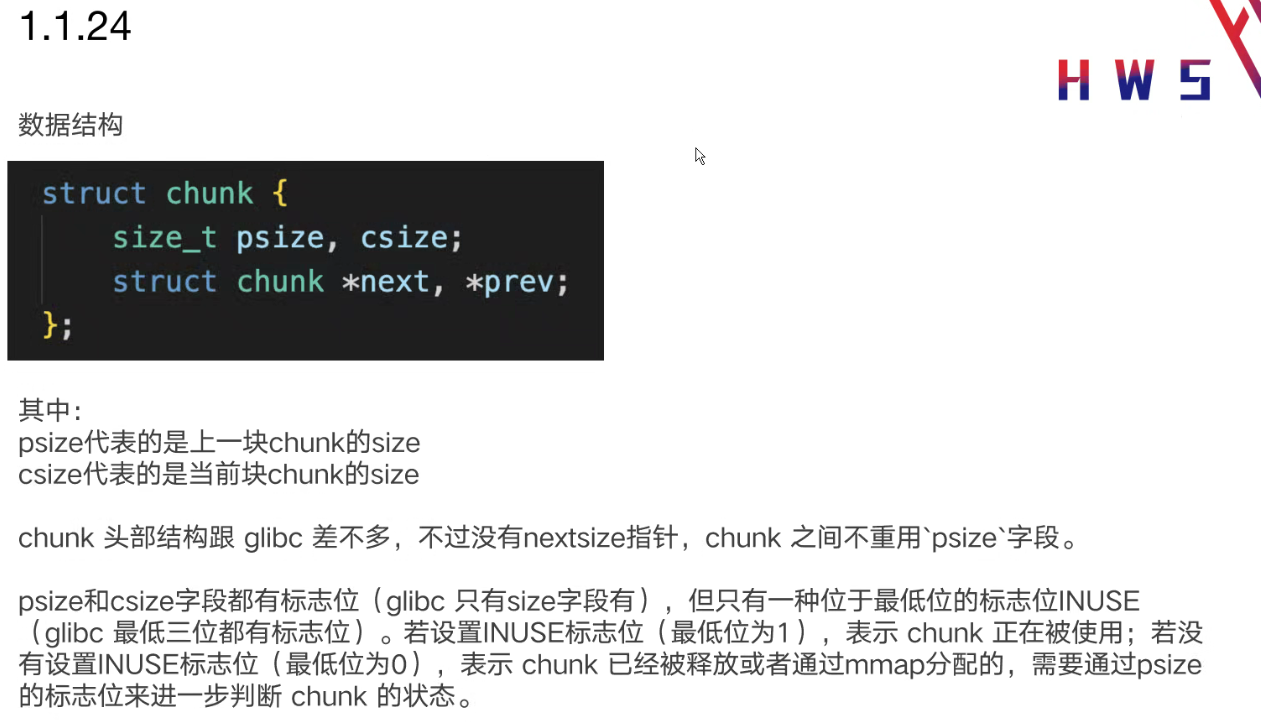 1.1.24
HWS
数据结构
struct chunk {
size_t psize, csize;
struct chunk *next, *prev;
};
其中：
psize代表的是上一块chunk的size
csize代表的是当前块chunk的size
chunk 头部结构跟 glibc 差不多，不过没有nextsize指针，chunk 之间不重用`psize`字段。
psize和csize字段都有标志位（glibc 只有size字段有），但只有一种位于最低位的标志位INUSE
（glibc 最低三位都有标志位）。若设置INUSE标志位（最低位为1），表示 chunk 正在被使用；若没
有设置INUSE标志位（最低位为0），表示 chunk 已经被释放或者通过mmap分配的，需要通过psize
的标志位来进一步判断 chunk 的状态。